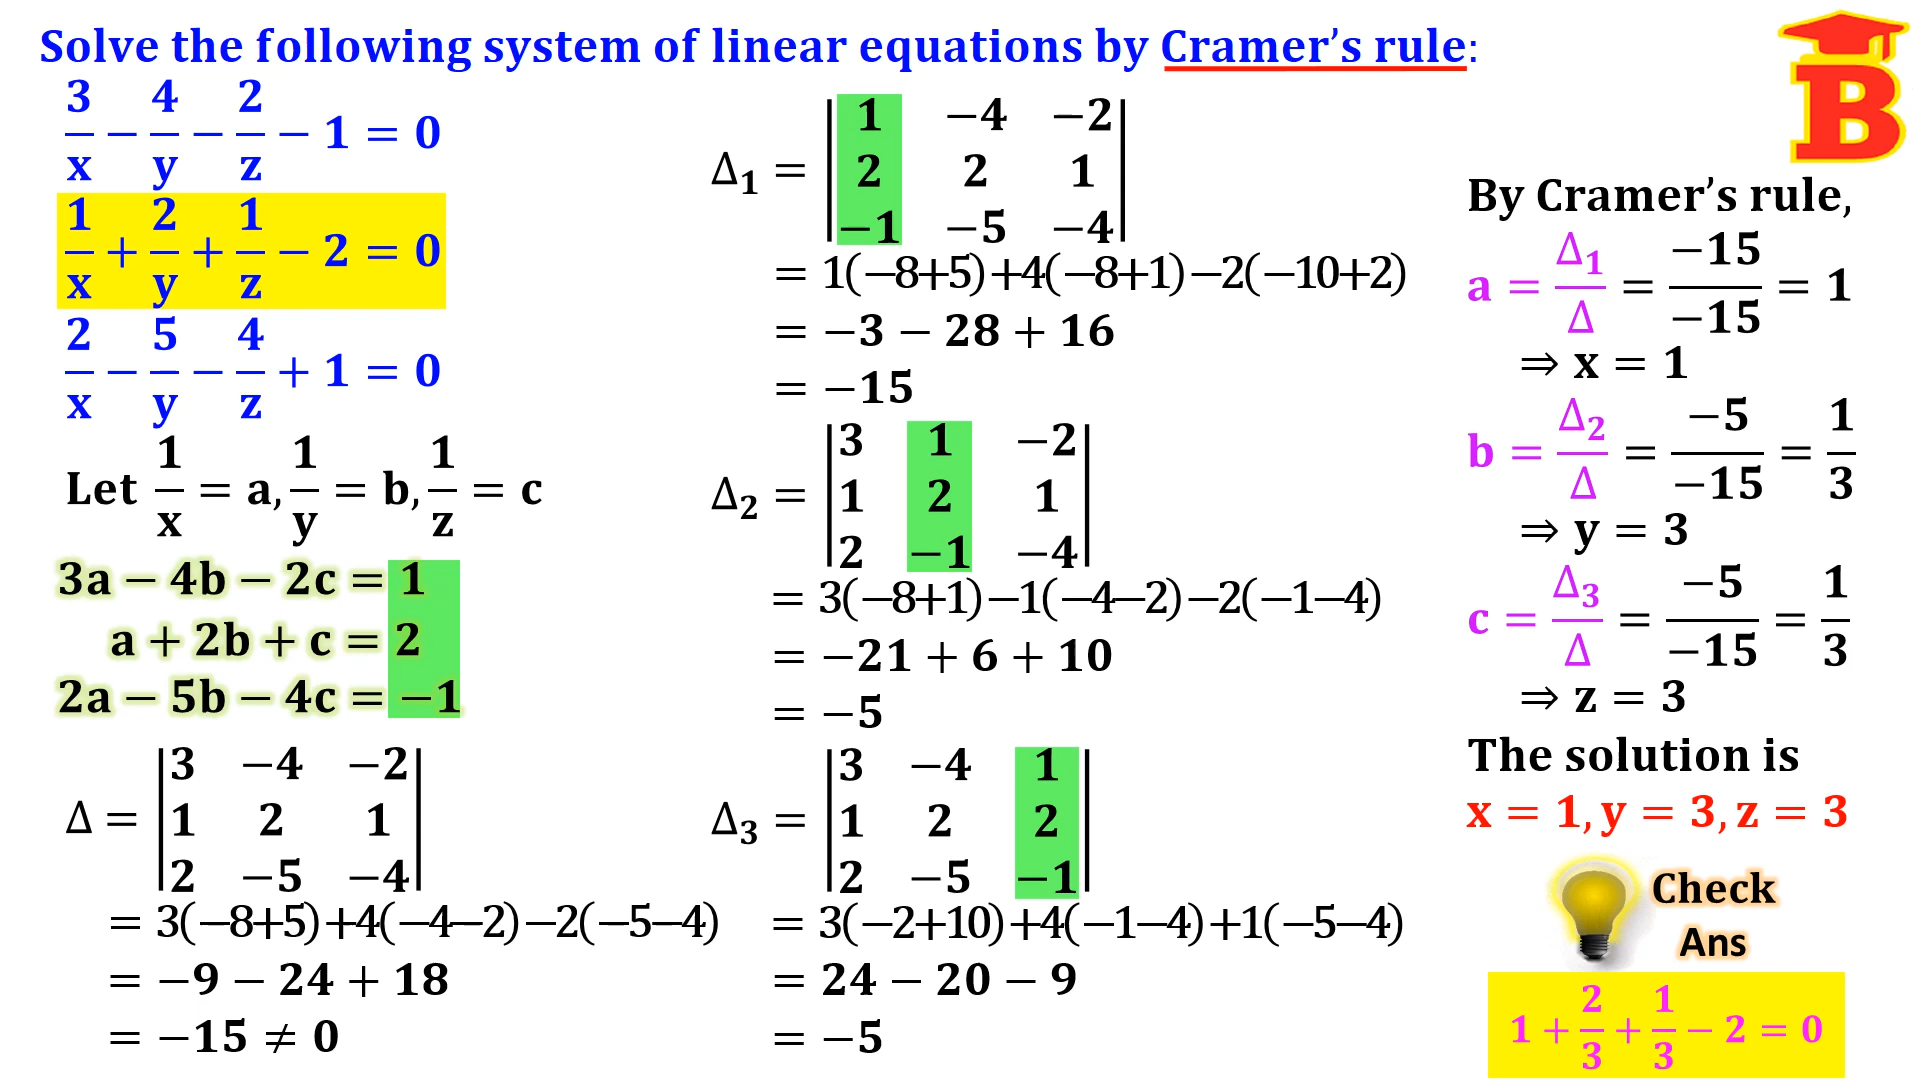 Solve the following system of linear equations by Cramer’s rule:
3/x − 4/y − 2/z − 1 = 0
1/x + 2/y + 1/z − 2 = 0
2/x − 5/y − 4/z + 1 = 0
Let 1/x = a, 1/y = b, 1/z = c
3a − 4b − 2c = 1
a + 2b + c = 2
2a − 5b − 4c = −1
Δ = |3 −4 −2|
|1 2 1|
|2 −5 −4|
= 3(−8+5)+4(−4−2)−2(−5−4)
= −9 − 24 + 18
= −15 ≠ 0
Δ₁ = |1 −4 −2|
|2 2 1|
|−1 −5 −4|
= 1(−8+5)+4(−8+1)−2(−10+2)
= −3 − 28 + 16
= −15
Δ₂ = |3 1 −2|
|1 2 1|
|2 −1 −4|
= 3(−8+1)−1(−4−2)−2(−1−4)
= −21 + 6 + 10
= −5
Δ₃ = |3 −4 1|
|1 2 2|
|2 −5 −1|
= 3(−2+10)+4(−1−4)+1(−5−4)
= 24 − 20 − 9
= −5
B
By Cramer’s rule,
a = Δ₁/Δ = −15/−15 = 1
⇒ x = 1
b = Δ₂/Δ = −5/−15 = 1/3
⇒ y = 3
c = Δ₃/Δ = −5/−15 = 1/3
⇒ z = 3
The solution is
x = 1, y = 3, z = 3
Check
Ans
1 + 2/3 + 1/3 − 2 = 0